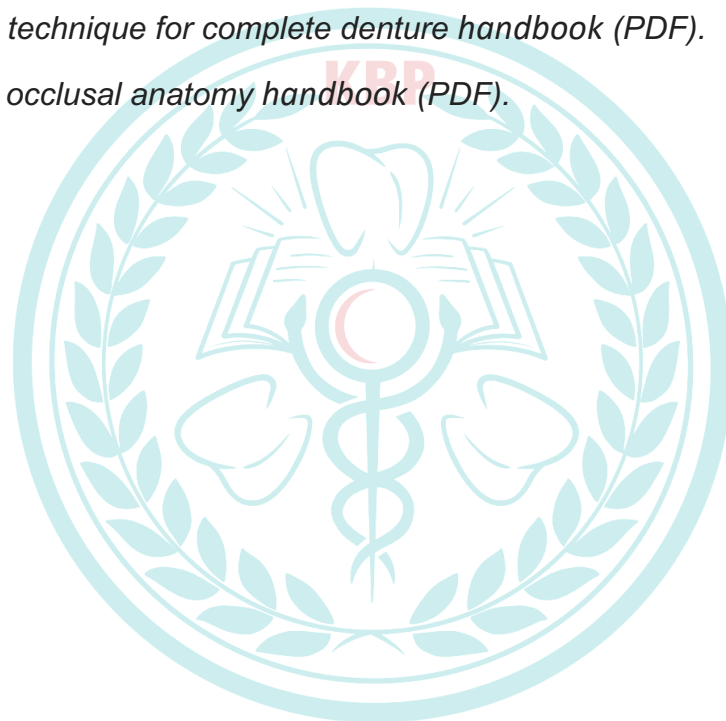 technique for complete denture handbook (PDF).
KBP
occlusal anatomy handbook (PDF).